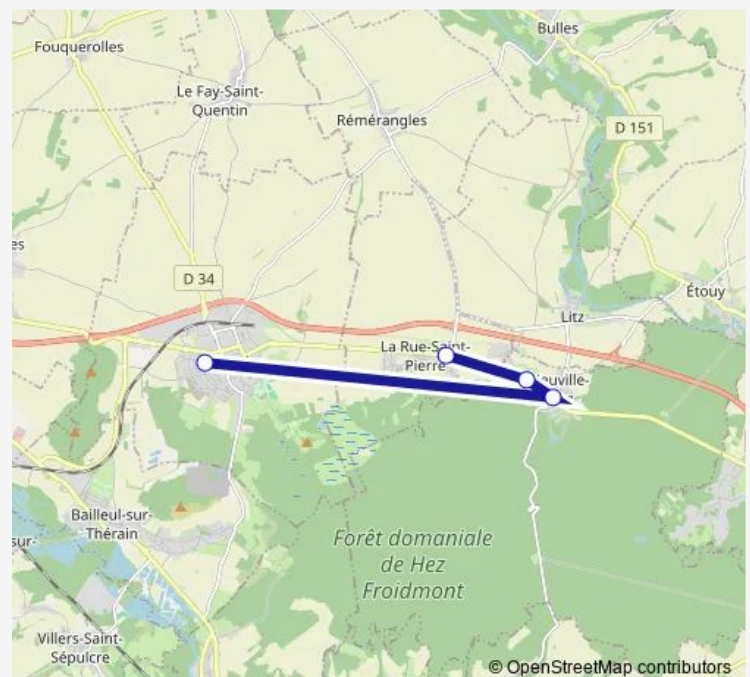 Bulles
Fouquerolles
Le Fay-Saint-
Quentin
Rémérangles
D 151
es
D 34
Étouy
Litz
La Rue-Saint-
Pierre
euville-
Bailleul-sur-
Thérain
sur-
Forêt domaniale
de Hez
Froidmont
Villers-Saint-
Sépulcre
© OpenStreetMap contributors